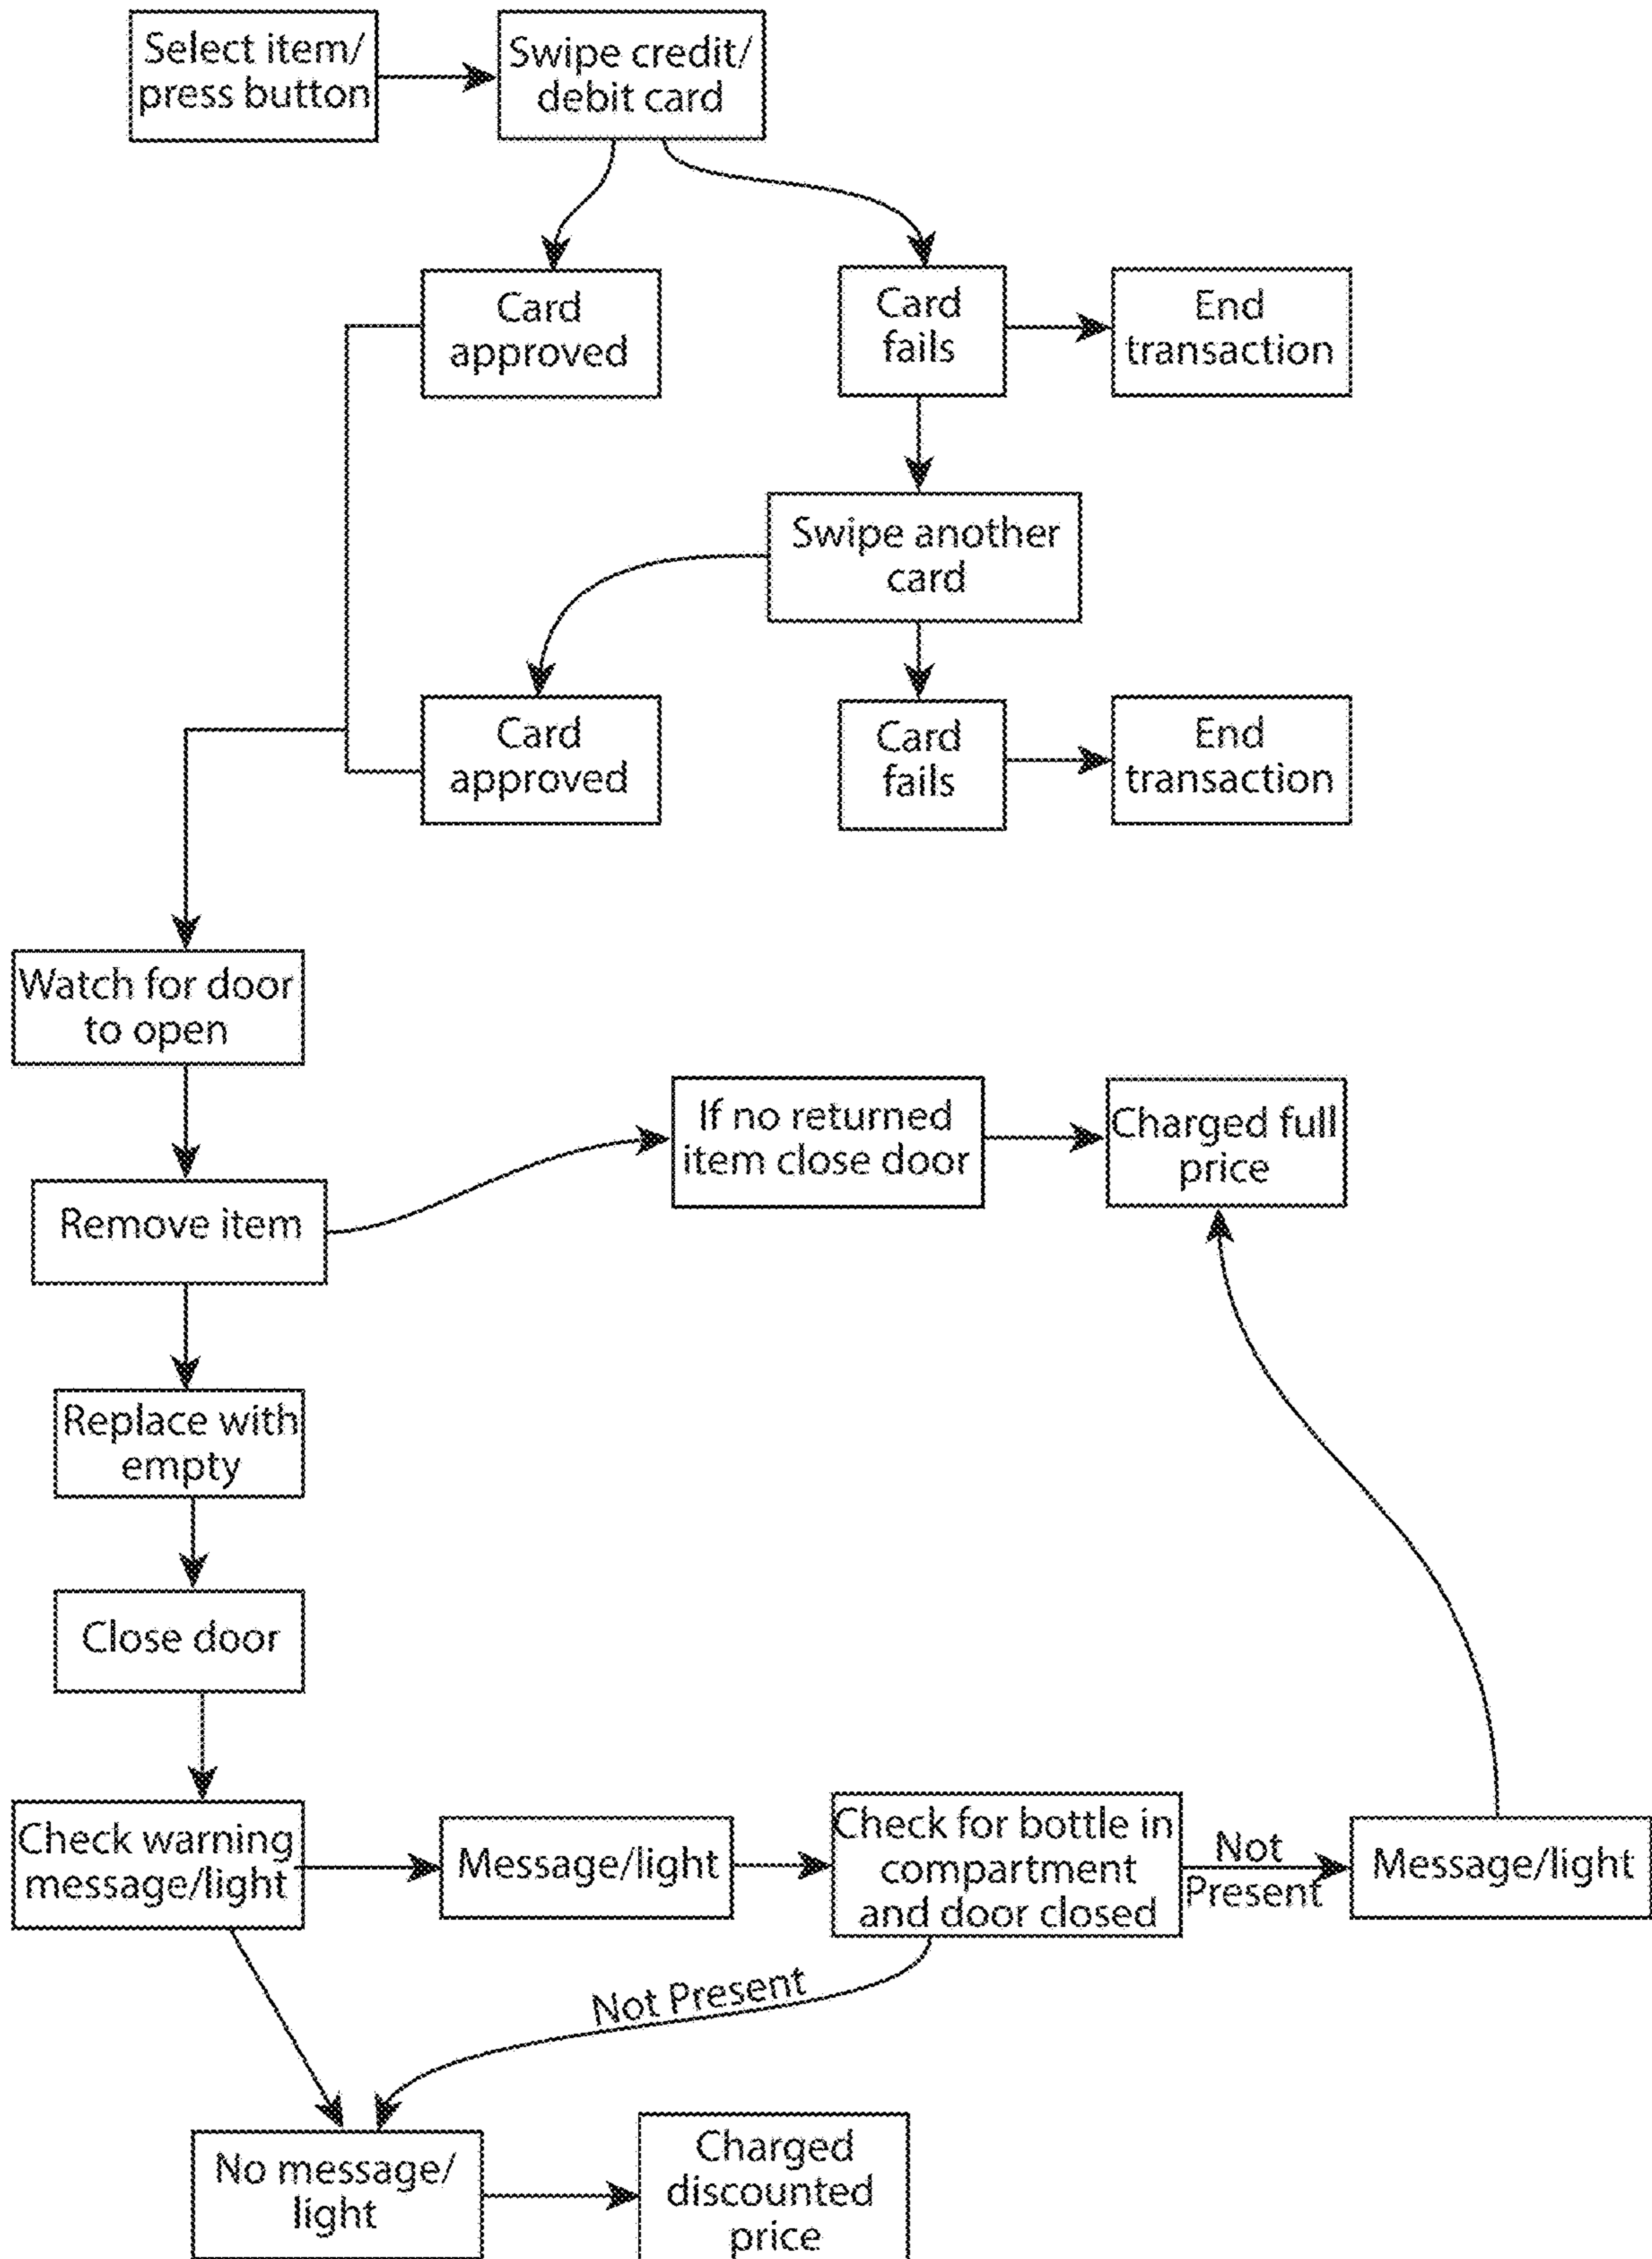 Select item/
press button
Swipe credit/
debit card
Card
approved
Card
fails
End
transaction
Swipe another
card
Card
approved
Card
fails
End
transaction
Watch for door
to open
If no returned
item close door
Charged full
price
Remove item
Replace with
empty
Close door
Check warning
message/light
Message/light
Check for bottle in
compartment
and door closed
Not
Present
Message/light
Not Present
No message/
light
Charged
discounted
price